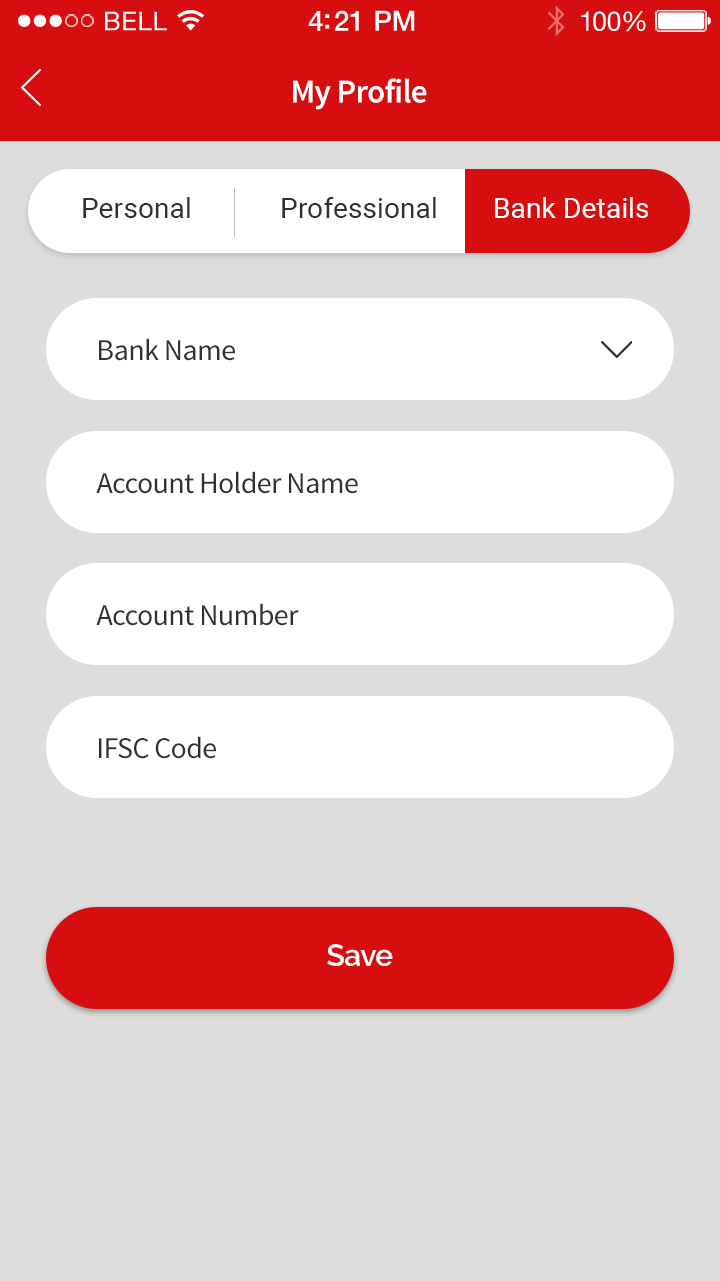 BELL 4:21 PM 100%
My Profile
Personal Professional Bank Details
Bank Name
Account Holder Name
Account Number
IFSC Code
Save